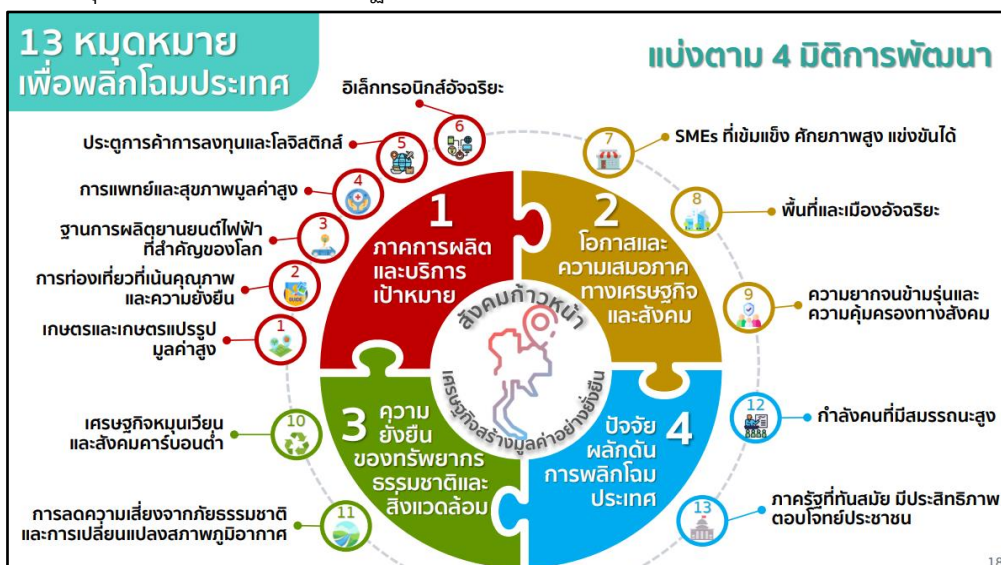 13 หมุดหมาย
เพื่อพลิกโฉมประเทศ
แบ่งตาม 4 มิติการพัฒนา
อิเล็กทรอนิกส์อัจฉริยะ
6
ประตูการค้าการลงทุนและโลจิสติกส์
5
การแพทย์และสุขภาพมูลค่าสูง
4
ฐานการผลิตยานยนต์ไฟฟ้า
ที่สำคัญของโลก
3
การท่องเที่ยวที่เน้นคุณภาพ
และความยั่งยืน
2
เกษตรและเกษตรแปรรูป
มูลค่าสูง
1
1
ภาคการผลิต
และบริการ
เป้าหมาย
2
โอกาสและ
ความเสมอภาค
ทางเศรษฐกิจ
และสังคม
7
SMEs ที่เข้มแข็ง ศักยภาพสูง แข่งขันได้
8
พื้นที่และเมืองอัจฉริยะ
9
ความยากจนข้ามรุ่นและ
ความคุ้มครองทางสังคม
สังคมก้าวหน้า
เศรษฐกิจสร้างมูลค่าอย่างยั่งยืน
3
ความ
ยั่งยืน
ของทรัพยากร
ธรรมชาติและ
สิ่งแวดล้อม
4
ปัจจัย
ผลักดัน
การพลิกโฉม
ประเทศ
เศรษฐกิจหมุนเวียน
และสังคมคาร์บอนต่ำ
10
การลดความเสี่ยงจากภัยธรรมชาติ
และการเปลี่ยนแปลงสภาพภูมิอากาศ
11
12
กำลังคนที่มีสมรรถนะสูง
13
ภาครัฐที่ทันสมัย มีประสิทธิภาพ
ตอบโจทย์ประชาชน
18